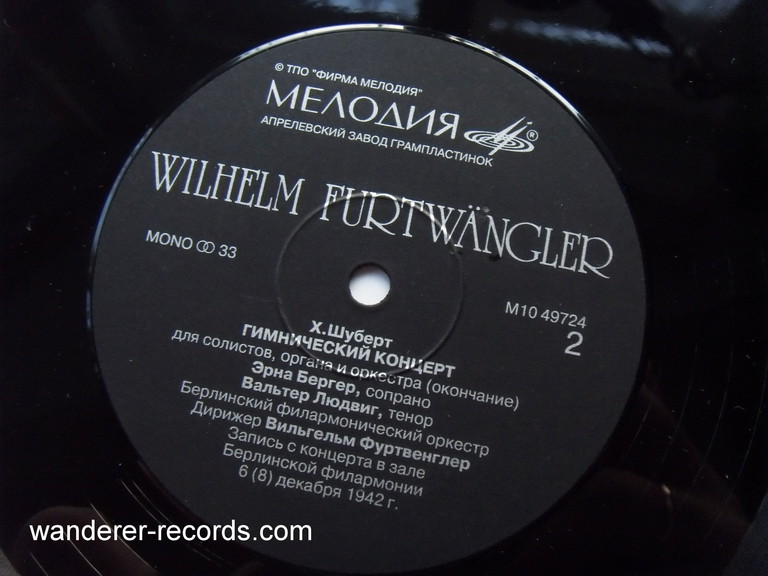 © ТПО "ФИРМА МЕЛОДИЯ"
МЕЛОДИЯ ®
АПРЕЛЕВСКИЙ ЗАВОД ГРАМПЛАСТИНОК
WILHELM FURTWÄNGLER
MONO 33
М10 49724
2
Х.Шуберт
ГИМНИЧЕСКИЙ КОНЦЕРТ
для солистов, органа и оркестра (окончание)
Эрна Бергер, сопрано
Вальтер Людвиг, тенор
Берлинский филармонический оркестр
Дирижер Вильгельм Фуртвенглер
Запись с концерта в зале
Берлинской филармонии
6 (8) декабря 1942 г.
wanderer-records.com